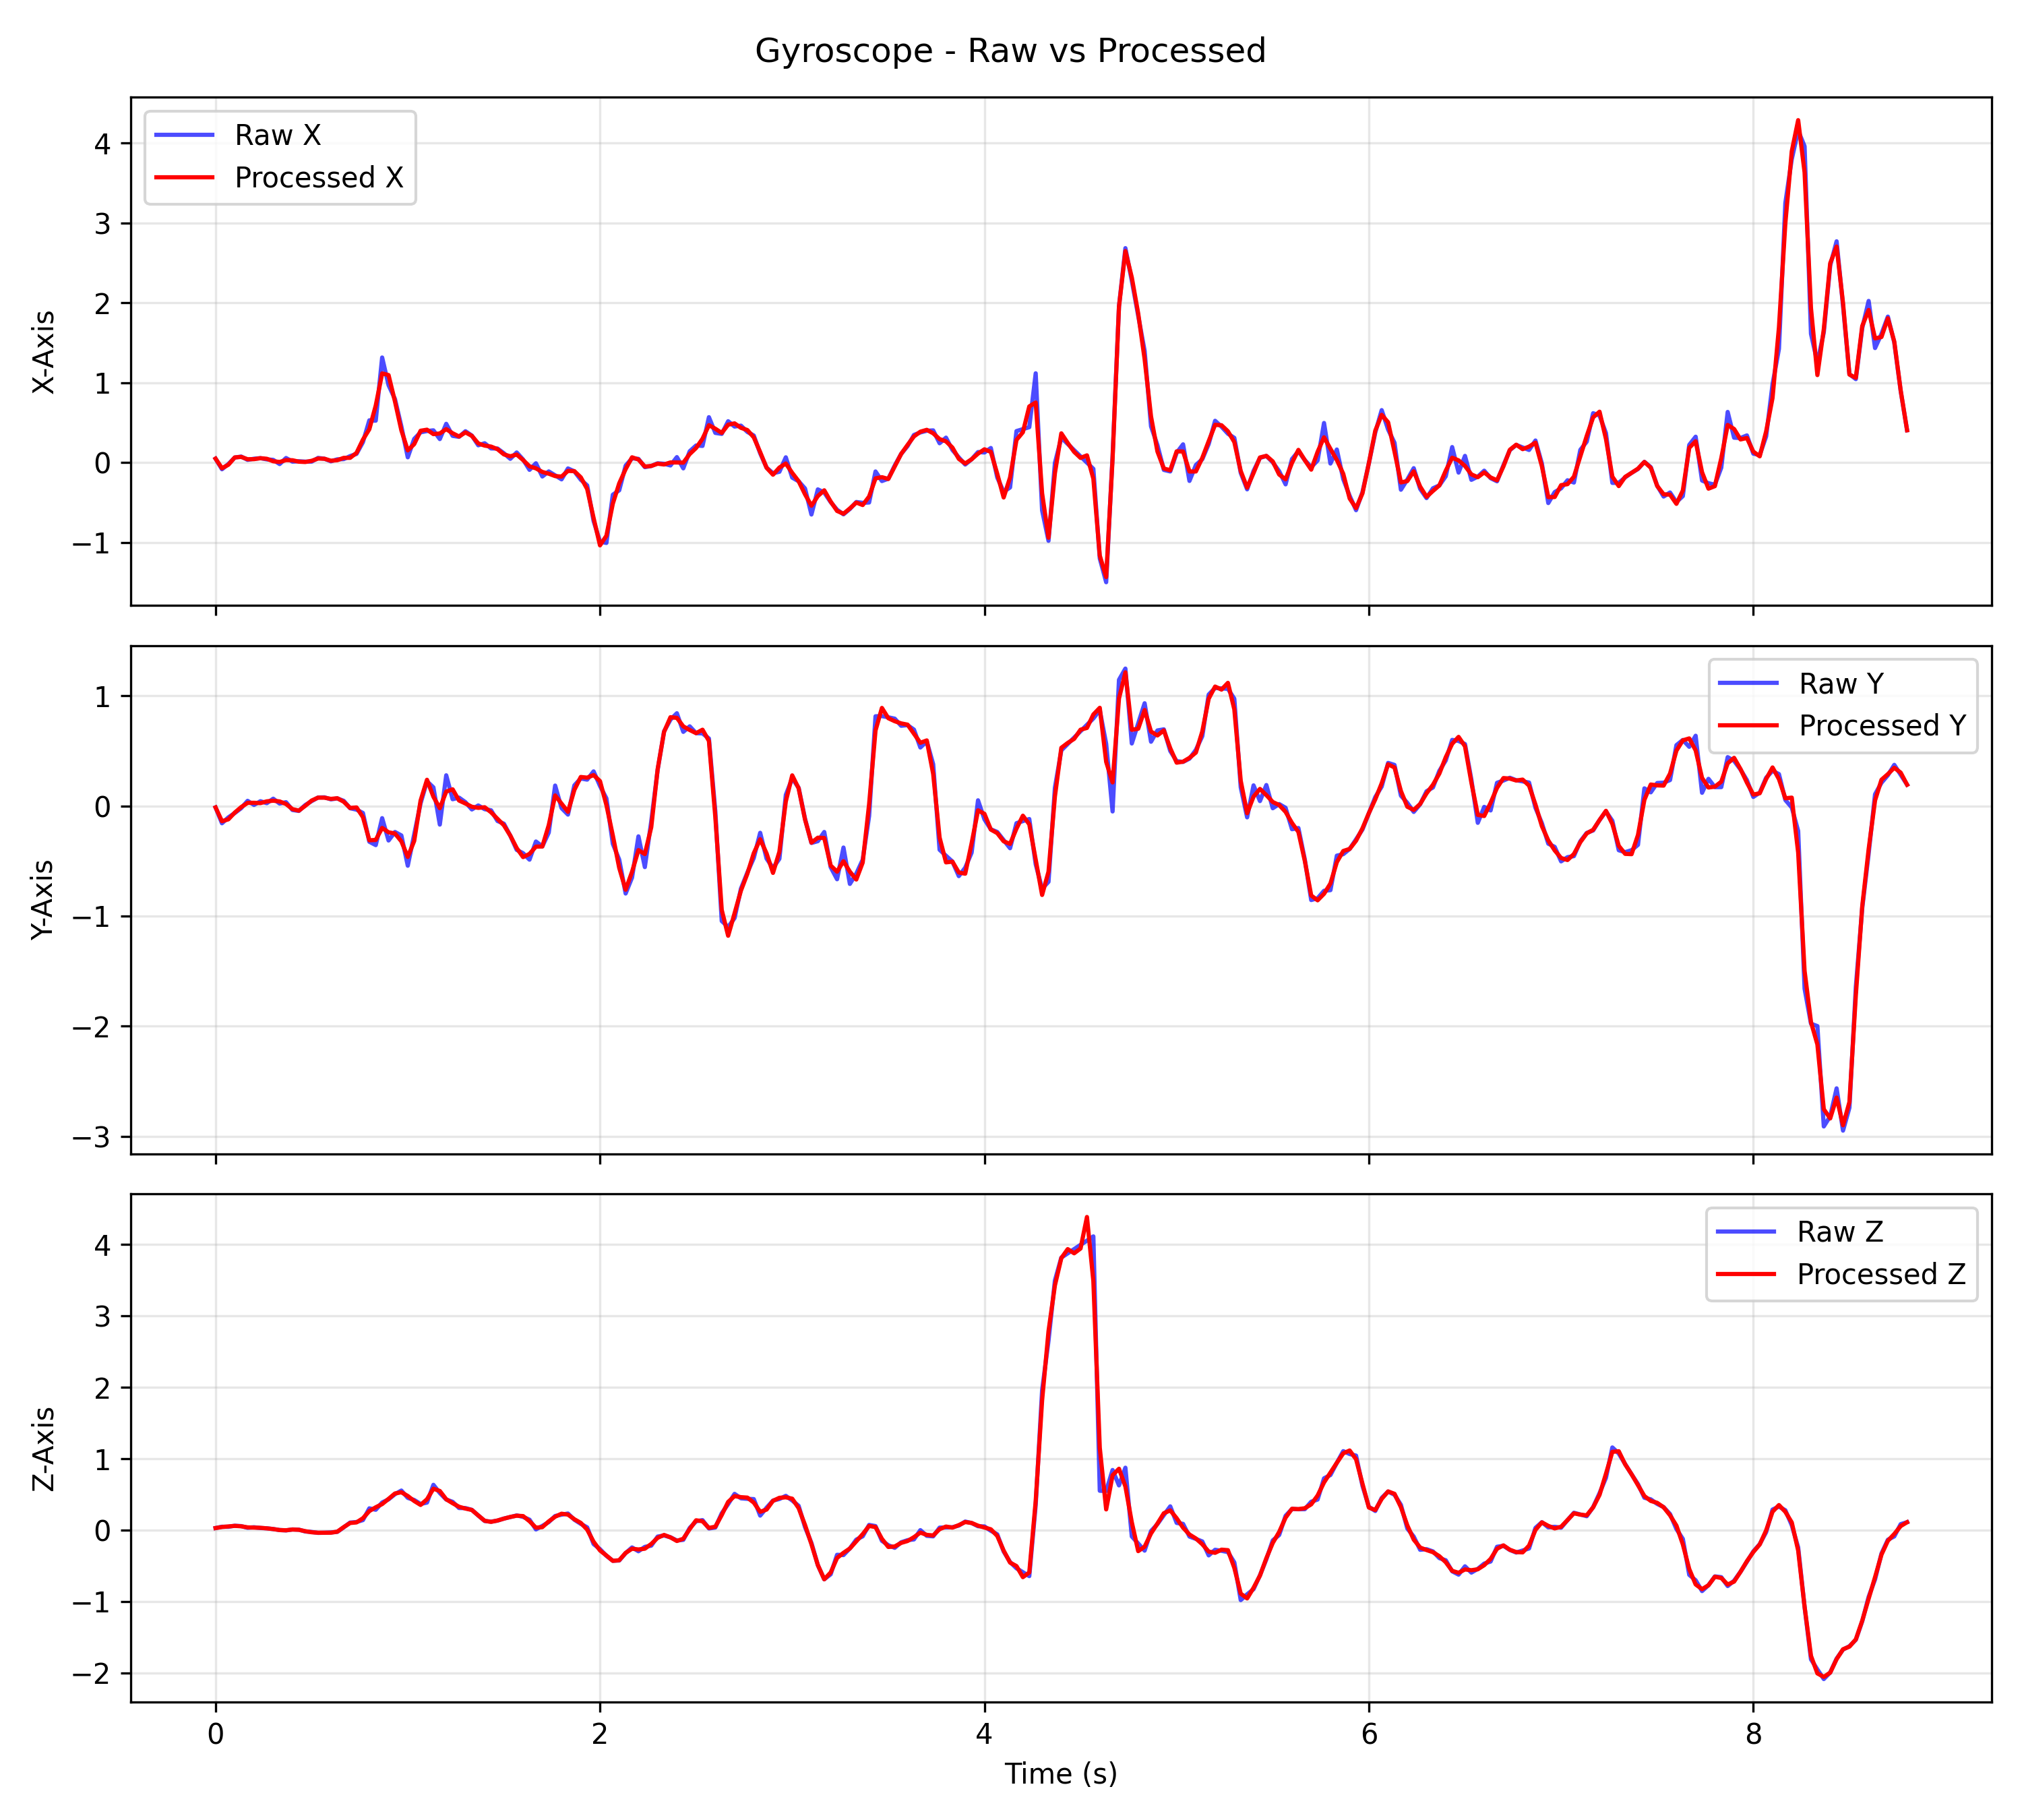 Gyroscope - Raw vs Processed
Raw X
Processed X
4
3
2
1
0
−1
X-Axis
Raw Y
Processed Y
1
0
−1
−2
−3
Y-Axis
Raw Z
Processed Z
4
3
2
1
0
−1
−2
Z-Axis
0 2 4 6 8
Time (s)